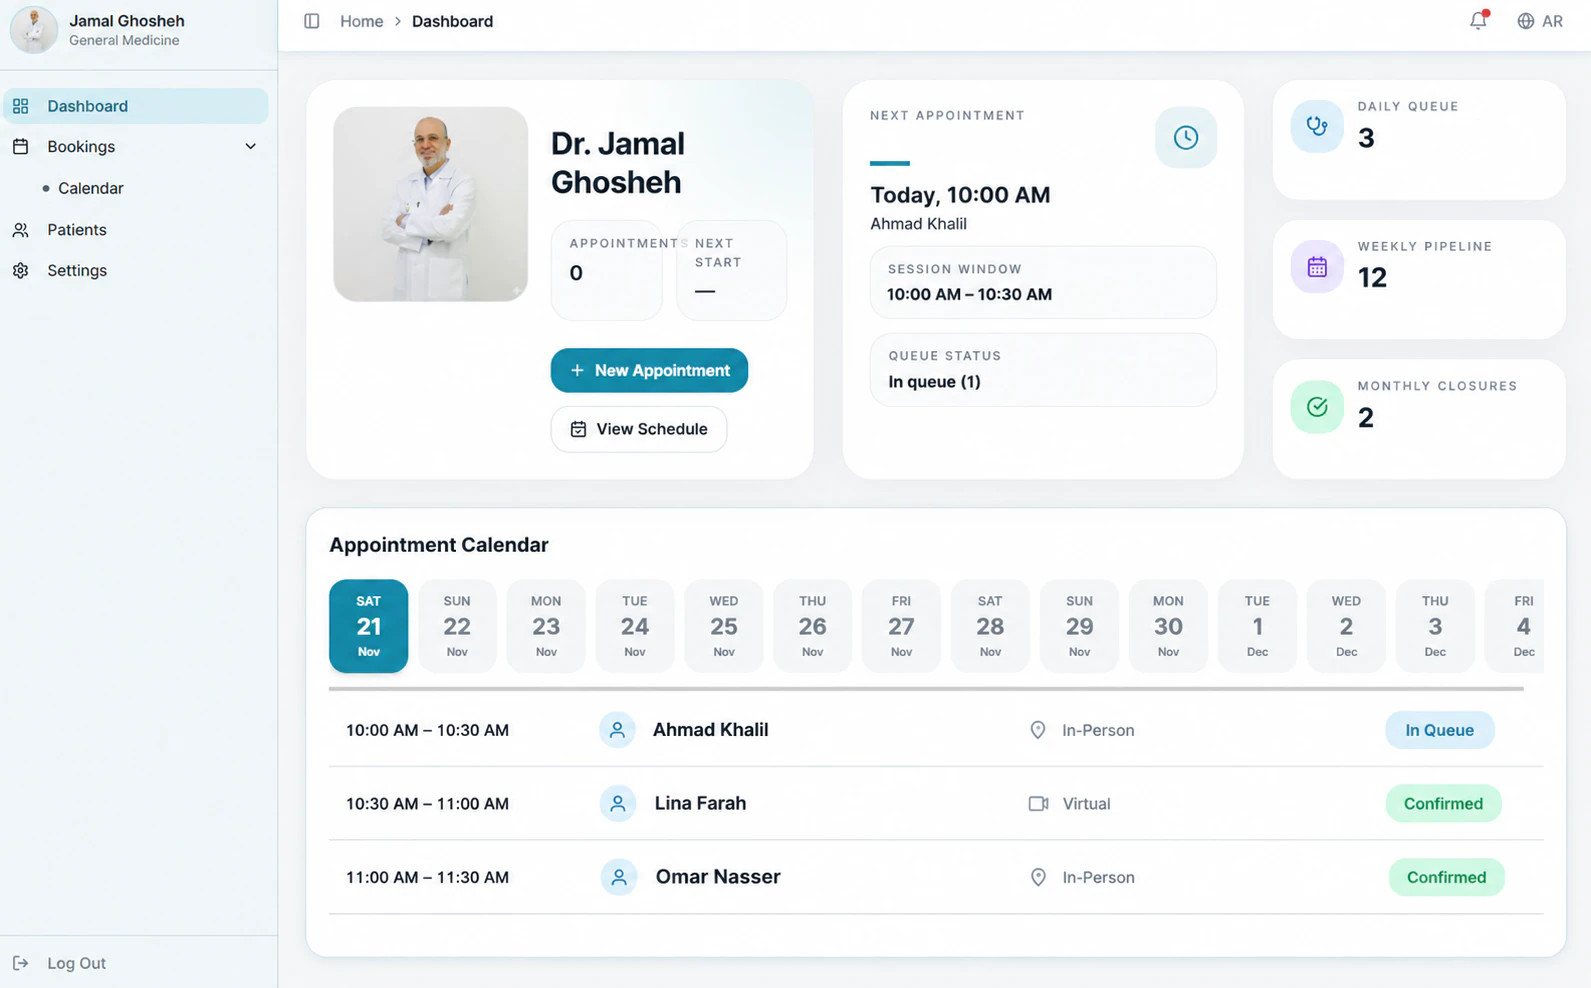 Jamal Ghosheh
General Medicine
Dashboard
Bookings
Calendar
Patients
Settings
Log Out
Home > Dashboard
AR
Dr. Jamal
Ghosheh
APPOINTMENTS
0
NEXT
START
—
+ New Appointment
View Schedule
NEXT APPOINTMENT
Today, 10:00 AM
Ahmad Khalil
SESSION WINDOW
10:00 AM – 10:30 AM
QUEUE STATUS
In queue (1)
DAILY QUEUE
3
WEEKLY PIPELINE
12
MONTHLY CLOSURES
2
Appointment Calendar
SAT SUN MON TUE WED THU FRI SAT SUN MON TUE WED THU FRI
21 22 23 24 25 26 27 28 29 30 1 2 3 4
Nov Nov Nov Nov Nov Nov Nov Nov Nov Nov Dec Dec Dec Dec
10:00 AM – 10:30 AM Ahmad Khalil In-Person In Queue
10:30 AM – 11:00 AM Lina Farah Virtual Confirmed
11:00 AM – 11:30 AM Omar Nasser In-Person Confirmed